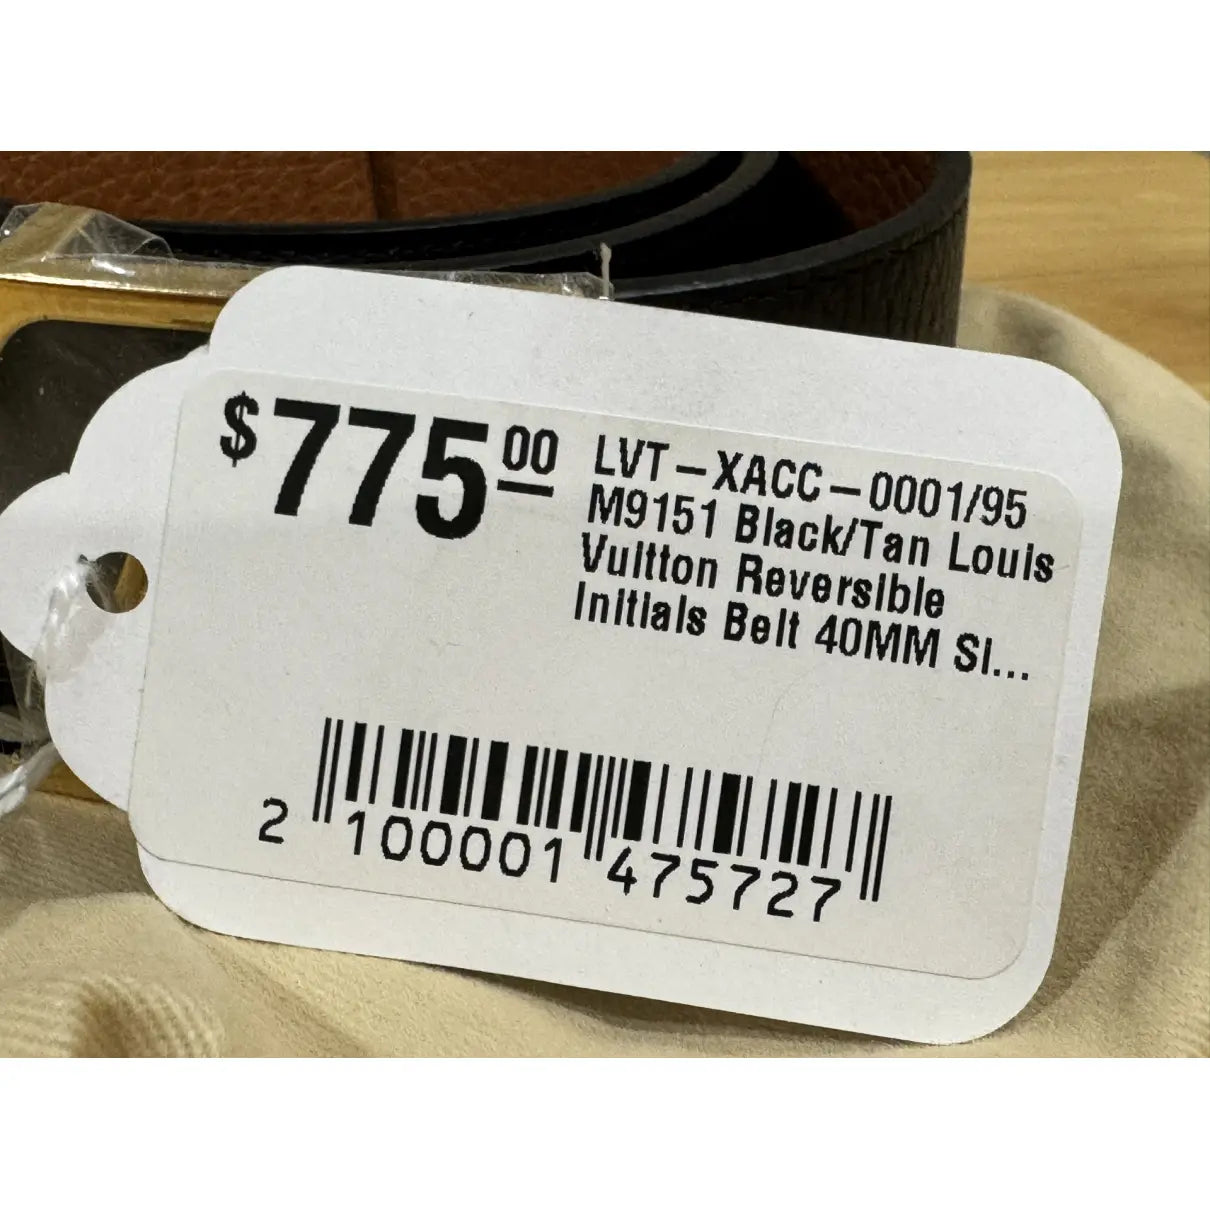 $775.00
LVT-XACC-0001/95
M9151 Black/Tan Louis
Vuitton Reversible
Initials Belt 40MM Si...
2 100001 475727